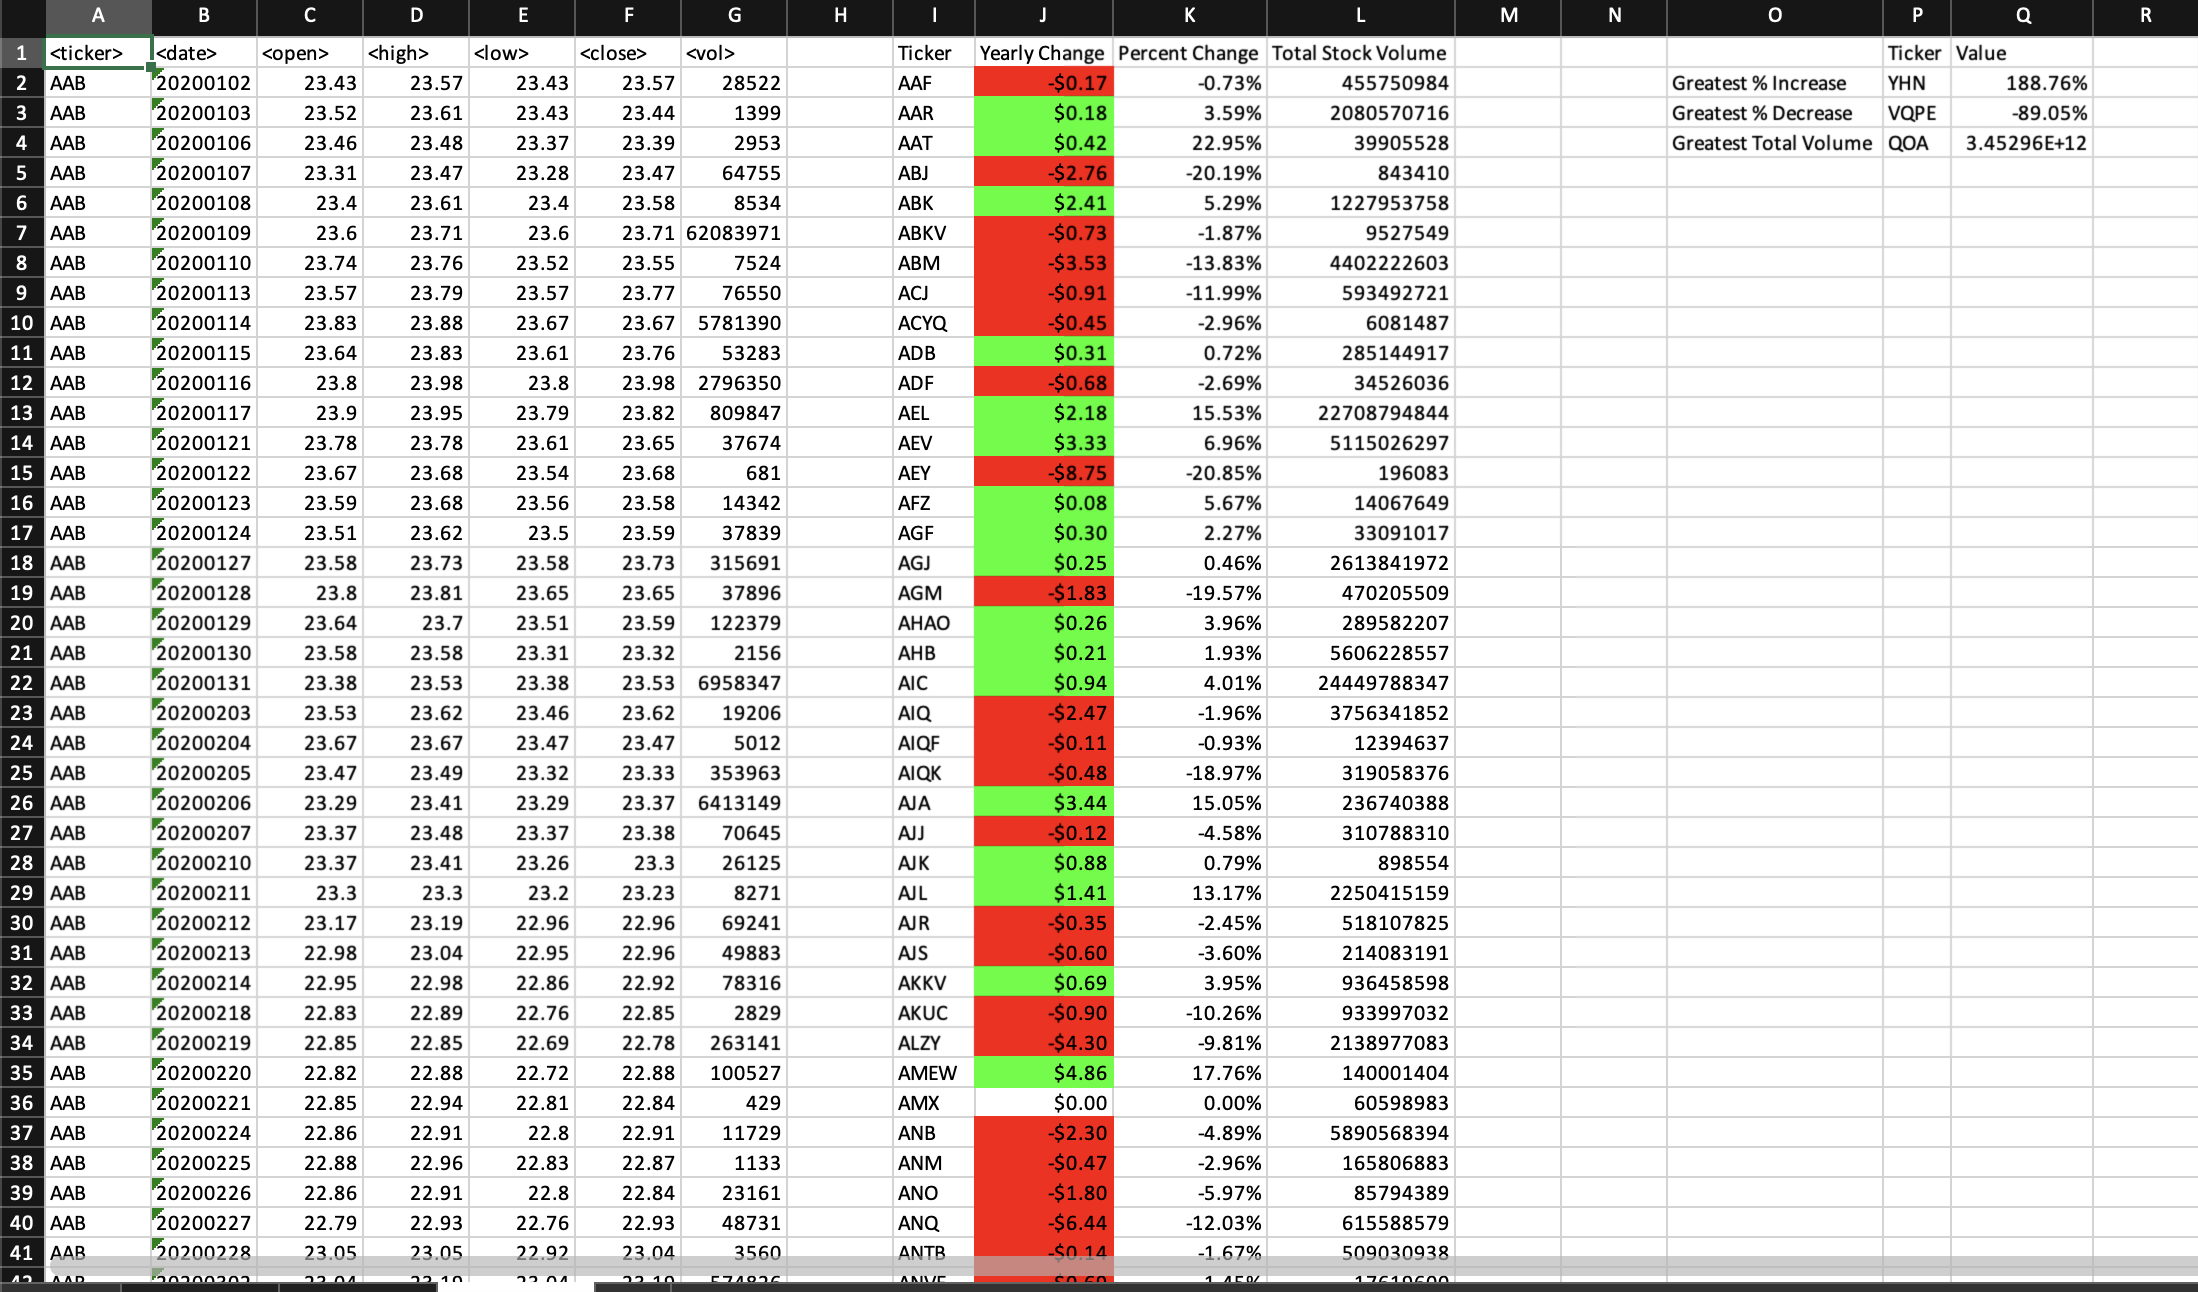 A B C D E F G H I J K L M N O P Q R
1 <ticker> <date> <open> <high> <low> <close> <vol> Ticker Yearly Change Percent Change Total Stock Volume Ticker Value
2 AAB 20200102 23.43 23.57 23.43 23.57 28522 AAF -$0.17 -0.73% 455750984 Greatest % Increase YHN 188.76%
3 AAB 20200103 23.52 23.61 23.43 23.44 1399 AAR $0.18 3.59% 2080570716 Greatest % Decrease VQPE -89.05%
4 AAB 20200106 23.46 23.48 23.37 23.39 2953 AAT $0.42 22.95% 39905528 Greatest Total Volume QOA 3.45296E+12
5 AAB 20200107 23.31 23.47 23.28 23.47 64755 ABJ -$2.76 -20.19% 843410
6 AAB 20200108 23.4 23.61 23.4 23.58 8534 ABK $2.41 5.29% 1227953758
7 AAB 20200109 23.6 23.71 23.6 23.71 62083971 ABKV -$0.73 -1.87% 9527549
8 AAB 20200110 23.74 23.76 23.52 23.55 7524 ABM -$3.53 -13.83% 4402222603
9 AAB 20200113 23.57 23.79 23.57 23.77 76550 ACJ -$0.91 -11.99% 593492721
10 AAB 20200114 23.83 23.88 23.67 23.67 5781390 ACYQ -$0.45 -2.96% 6081487
11 AAB 20200115 23.64 23.83 23.61 23.76 53283 ADB $0.31 0.72% 285144917
12 AAB 20200116 23.8 23.98 23.8 23.98 2796350 ADF -$0.68 -2.69% 34526036
13 AAB 20200117 23.9 23.95 23.79 23.82 809847 AEL $2.18 15.53% 22708794844
14 AAB 20200121 23.78 23.78 23.61 23.65 37674 AEV $3.33 6.96% 5115026297
15 AAB 20200122 23.67 23.68 23.54 23.68 681 AEY -$8.75 -20.85% 196083
16 AAB 20200123 23.59 23.68 23.56 23.58 14342 AFZ $0.08 5.67% 14067649
17 AAB 20200124 23.51 23.62 23.5 23.59 37839 AGF $0.30 2.27% 33091017
18 AAB 20200127 23.58 23.73 23.58 23.73 315691 AGJ $0.25 0.46% 2613841972
19 AAB 20200128 23.8 23.81 23.65 23.65 37896 AGM -$1.83 -19.57% 470205509
20 AAB 20200129 23.64 23.7 23.51 23.59 122379 AHAO $0.26 3.96% 289582207
21 AAB 20200130 23.58 23.58 23.31 23.32 2156 AHB $0.21 1.93% 5606228557
22 AAB 20200131 23.38 23.53 23.38 23.53 6958347 AIC $0.94 4.01% 24449788347
23 AAB 20200203 23.53 23.62 23.46 23.62 19206 AIQ -$2.47 -1.96% 3756341852
24 AAB 20200204 23.67 23.67 23.47 23.47 5012 AIQF -$0.11 -0.93% 12394637
25 AAB 20200205 23.47 23.49 23.32 23.33 353963 AIQK -$0.48 -18.97% 319058376
26 AAB 20200206 23.29 23.41 23.29 23.37 6413149 AJA $3.44 15.05% 236740388
27 AAB 20200207 23.37 23.48 23.37 23.38 70645 AJJ -$0.12 -4.58% 310788310
28 AAB 20200210 23.37 23.41 23.26 23.3 26125 AJK $0.88 0.79% 898554
29 AAB 20200211 23.3 23.3 23.2 23.23 8271 AJL $1.41 13.17% 2250415159
30 AAB 20200212 23.17 23.19 22.96 22.96 69241 AJR -$0.35 -2.45% 518107825
31 AAB 20200213 22.98 23.04 22.95 22.96 49883 AJS -$0.60 -3.60% 214083191
32 AAB 20200214 22.95 22.98 22.86 22.92 78316 AKKV $0.69 3.95% 936458598
33 AAB 20200218 22.83 22.89 22.76 22.85 2829 AKUC -$0.90 -10.26% 933997032
34 AAB 20200219 22.85 22.85 22.69 22.78 263141 ALZY -$4.30 -9.81% 2138977083
35 AAB 20200220 22.82 22.88 22.72 22.88 100527 AMEW $4.86 17.76% 140001404
36 AAB 20200221 22.85 22.94 22.81 22.84 429 AMX $0.00 0.00% 60598983
37 AAB 20200224 22.86 22.91 22.8 22.91 11729 ANB -$2.30 -4.89% 5890568394
38 AAB 20200225 22.88 22.96 22.83 22.87 1133 ANM -$0.47 -2.96% 165806883
39 AAB 20200226 22.86 22.91 22.8 22.84 23161 ANO -$1.80 -5.97% 85794389
40 AAB 20200227 22.79 22.93 22.76 22.93 48731 ANQ -$6.44 -12.03% 615588579
41 AAB 20200228 23.05 23.05 22.92 23.04 3560 ANTB -$0.14 -1.67% 509030938